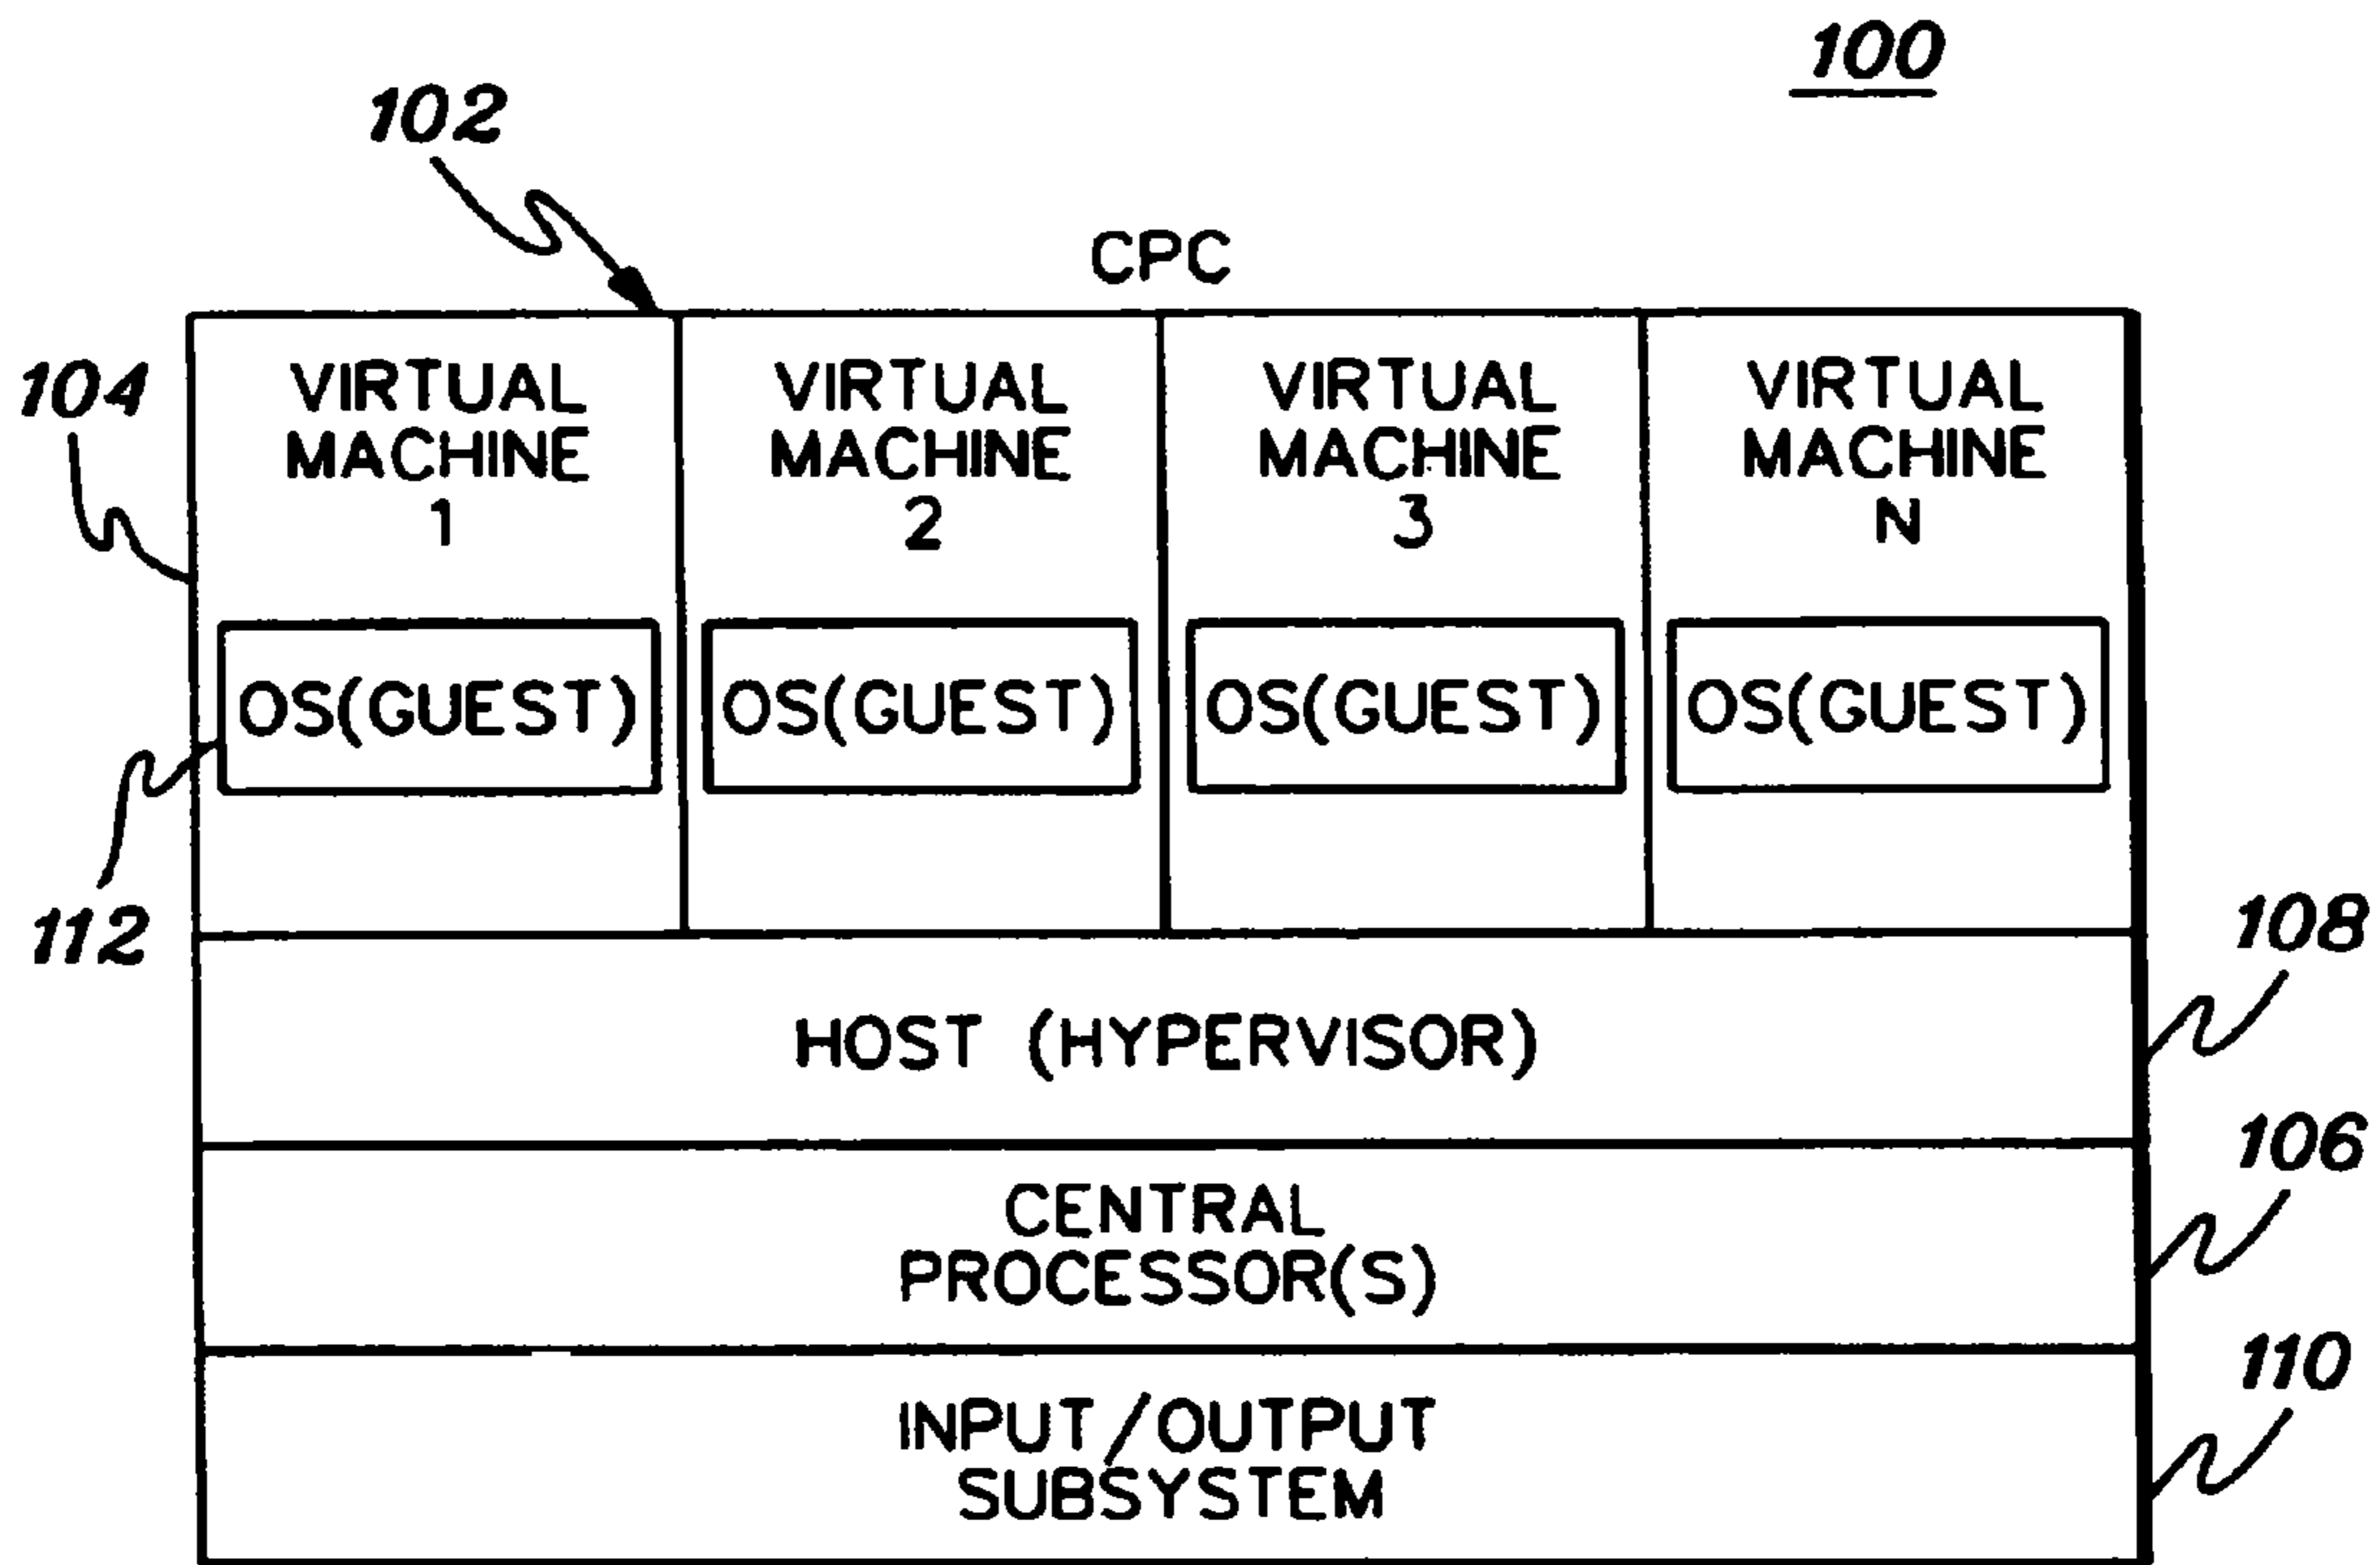 100
102
CPC
104
VIRTUAL MACHINE 1
VIRTUAL MACHINE 2
VIRTUAL MACHINE 3
VIRTUAL MACHINE N
OS(GUEST)
OS(GUEST)
OS(GUEST)
OS(GUEST)
112
108
HOST (HYPERVISOR)
106
CENTRAL
PROCESSOR(S)
110
INPUT/OUTPUT
SUBSYSTEM